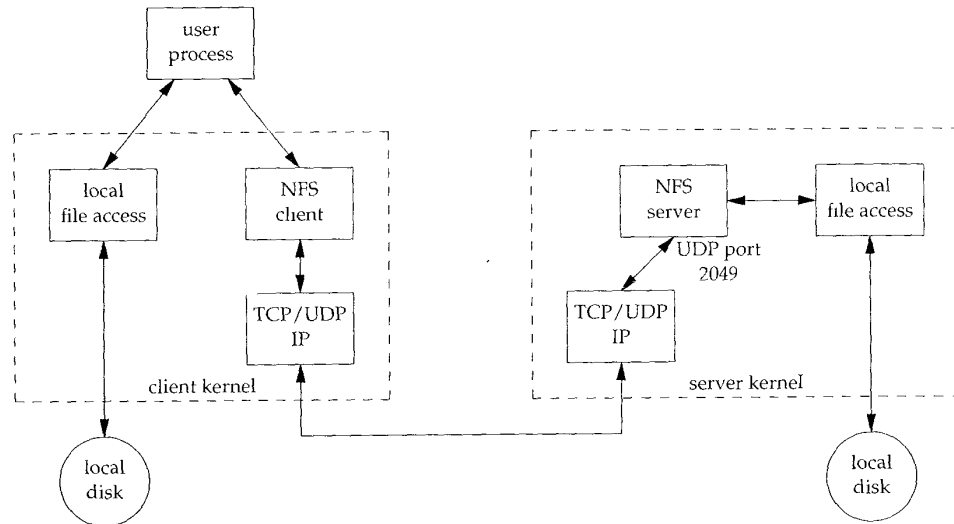 user
process
local
file access
NFS
client
TCP/UDP
IP
client kernel
local
disk
NFS
server
local
file access
UDP port
2049
TCP/UDP
IP
server kernel
local
disk